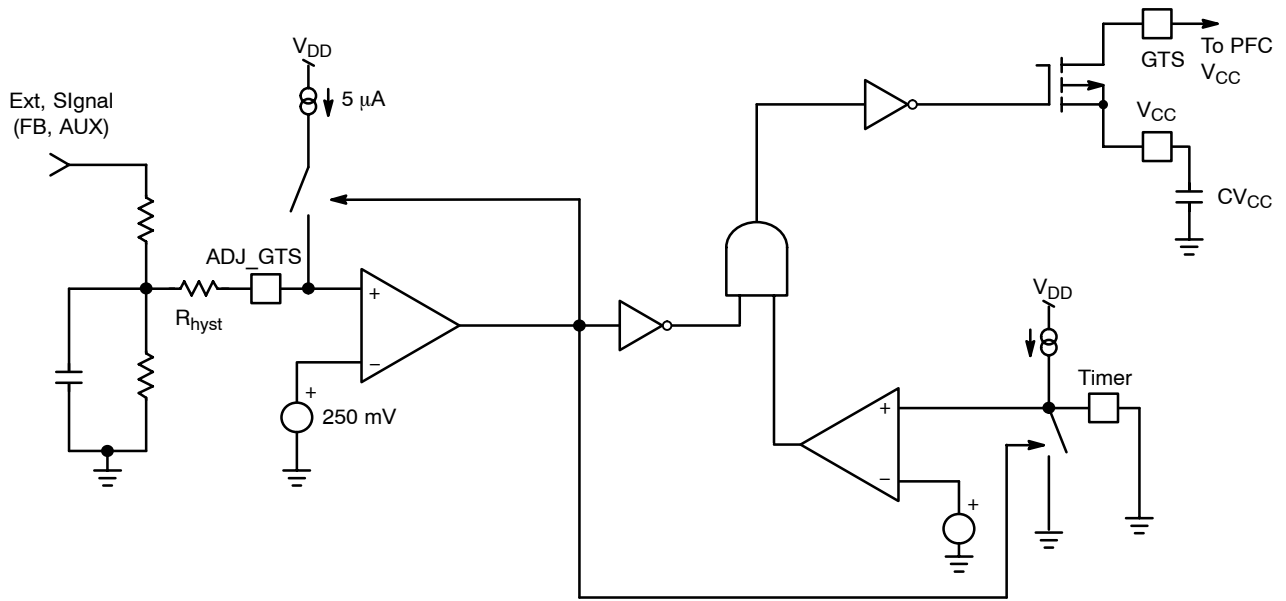 V_DD
GTS
To PFC
V_CC
Ext, SIgnal
(FB, AUX)
5 µA
V_CC
CV_CC
ADJ_GTS
+
R_hyst
−
+
250 mV
V_DD
Timer
+
−
+